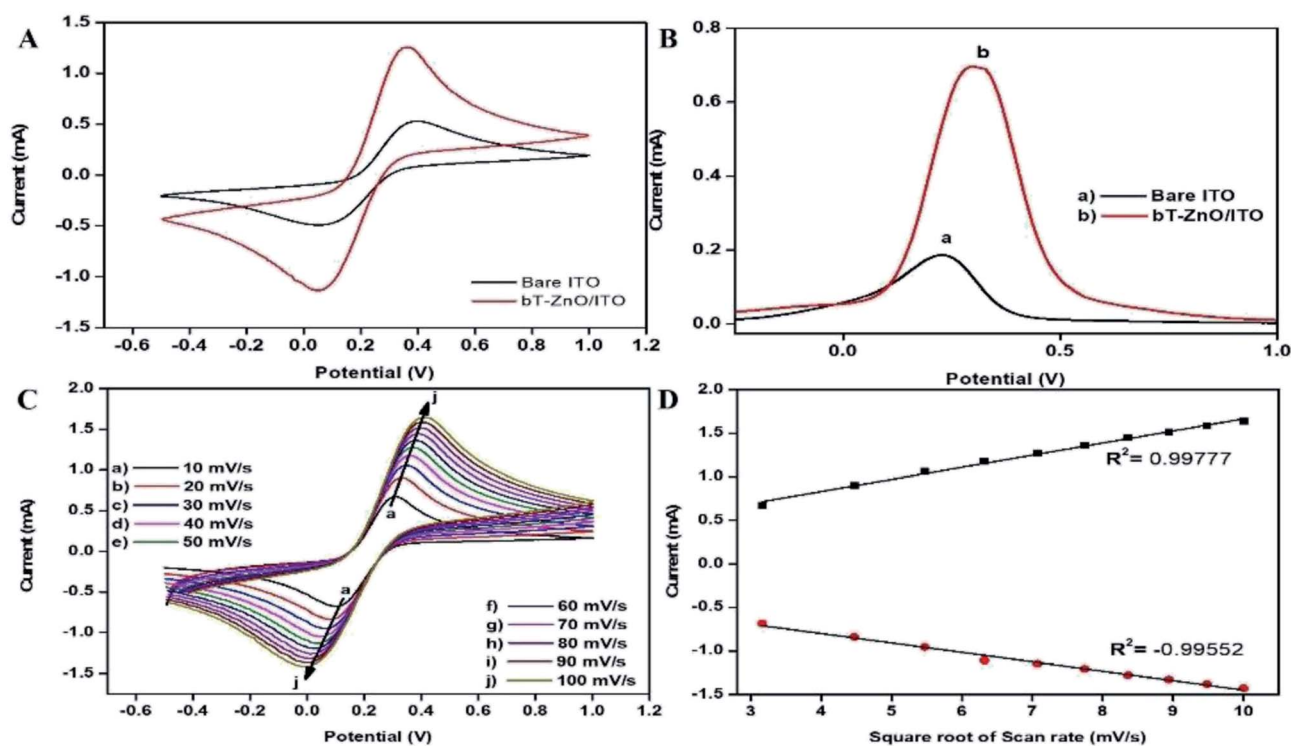 A
Current (mA)
1.5
1.0
0.5
0.0
-0.5
-1.0
-1.5
Bare ITO
bT-ZnO/ITO
-0.6 -0.4 -0.2 0.0 0.2 0.4 0.6 0.8 1.0 1.2
Potential (V)
B
Current (mA)
0.8
0.6
0.4
0.2
0.0
b
a
a) Bare ITO
b) bT-ZnO/ITO
0.0 0.5 1.0
Potential (V)
C
Current (mA)
2.0
1.5
1.0
0.5
0.0
-0.5
-1.0
-1.5
j
a
a
j
a) 10 mV/s
b) 20 mV/s
c) 30 mV/s
d) 40 mV/s
e) 50 mV/s
f) 60 mV/s
g) 70 mV/s
h) 80 mV/s
i) 90 mV/s
j) 100 mV/s
-0.6 -0.4 -0.2 0.0 0.2 0.4 0.6 0.8 1.0 1.2
Potential (V)
D
Current (mA)
2.0
1.5
1.0
0.5
0.0
-0.5
-1.0
-1.5
R²= 0.99777
R²= -0.99552
3 4 5 6 7 8 9 10
Square root of Scan rate (mV/s)